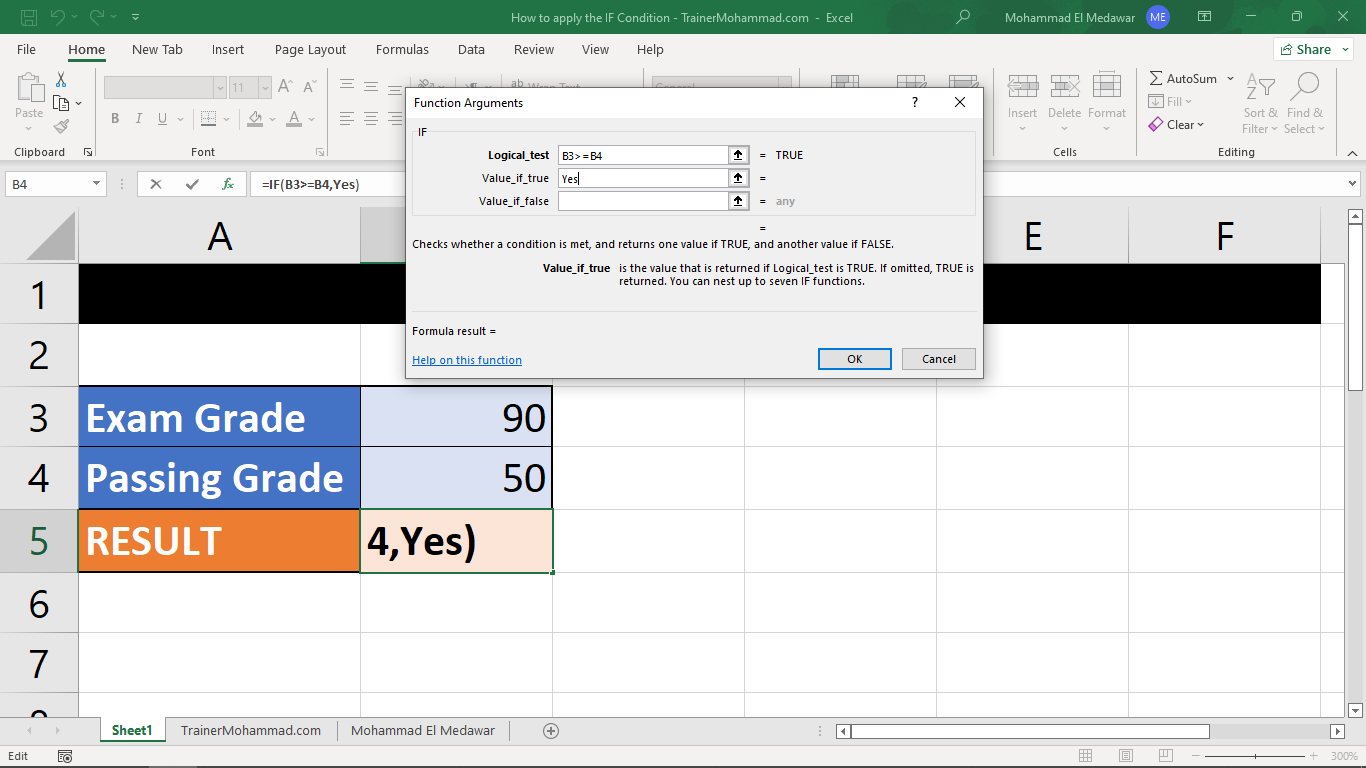 How to apply the IF Condition - TrainerMohammad.com - Excel
Mohammad El Medawar ME
File Home New Tab Insert Page Layout Formulas Data Review View Help Share
Paste
Clipboard
11 A A
B I U A
Font
ab Wrap Text
General
Insert Delete Format
Cells
AutoSum
Fill
Clear
Sort & Filter
Find & Select
Editing
B4
fx
=IF(B3>=B4,Yes)
Function Arguments ?
IF
Logical_test B3>=B4 = TRUE
Value_if_true Yes =
Value_if_false = any
=
Checks whether a condition is met, and returns one value if TRUE, and another value if FALSE.
Value_if_true is the value that is returned if Logical_test is TRUE. If omitted, TRUE is
returned. You can nest up to seven IF functions.
Formula result =
Help on this function
OK Cancel
A E F
1
2
3 Exam Grade 90
4 Passing Grade 50
5 RESULT 4,Yes)
6
7
Sheet1 TrainerMohammad.com Mohammad El Medawar
Edit
300%